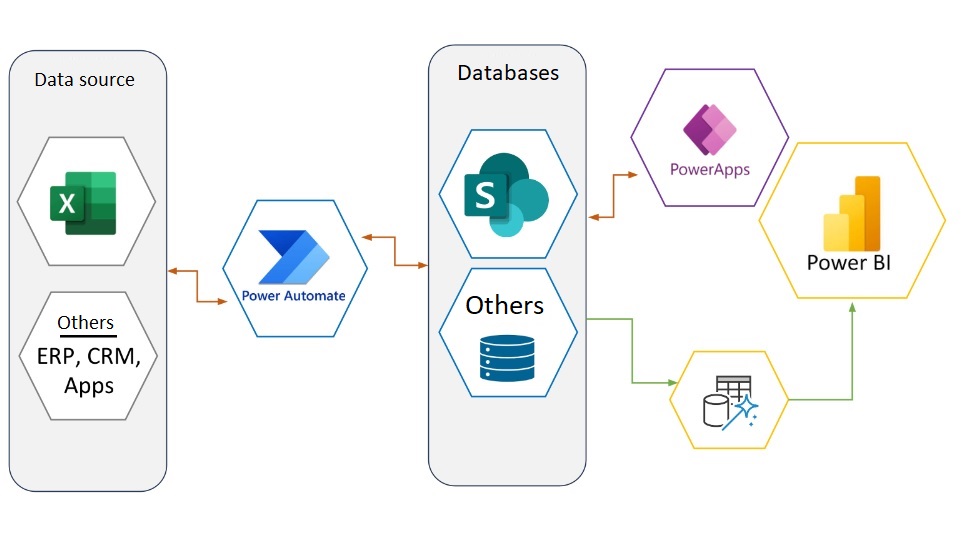 Data source
X
Others
ERP, CRM,
Apps
Power Automate
Databases
S
Others
PowerApps
Power BI